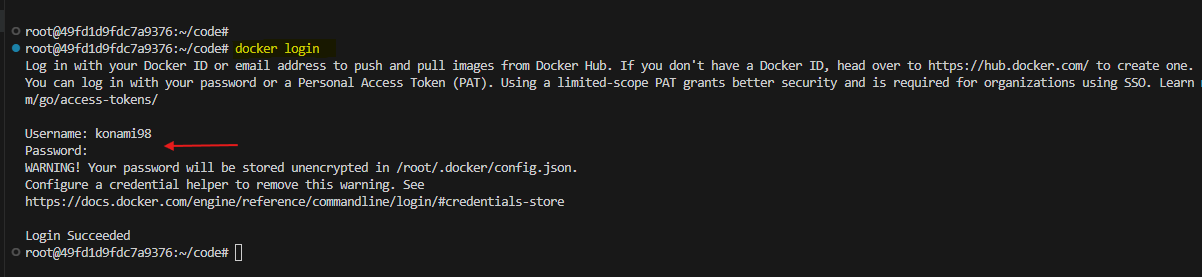 root@49fd1d9fdc7a9376:~/code#
root@49fd1d9fdc7a9376:~/code# docker login
Log in with your Docker ID or email address to push and pull images from Docker Hub. If you don't have a Docker ID, head over to https://hub.docker.com/ to create one.
You can log in with your password or a Personal Access Token (PAT). Using a limited-scope PAT grants better security and is required for organizations using SSO. Learn
m/go/access-tokens/
Username: konami98
Password:
WARNING! Your password will be stored unencrypted in /root/.docker/config.json.
Configure a credential helper to remove this warning. See
https://docs.docker.com/engine/reference/commandline/login/#credentials-store
Login Succeeded
root@49fd1d9fdc7a9376:~/code#